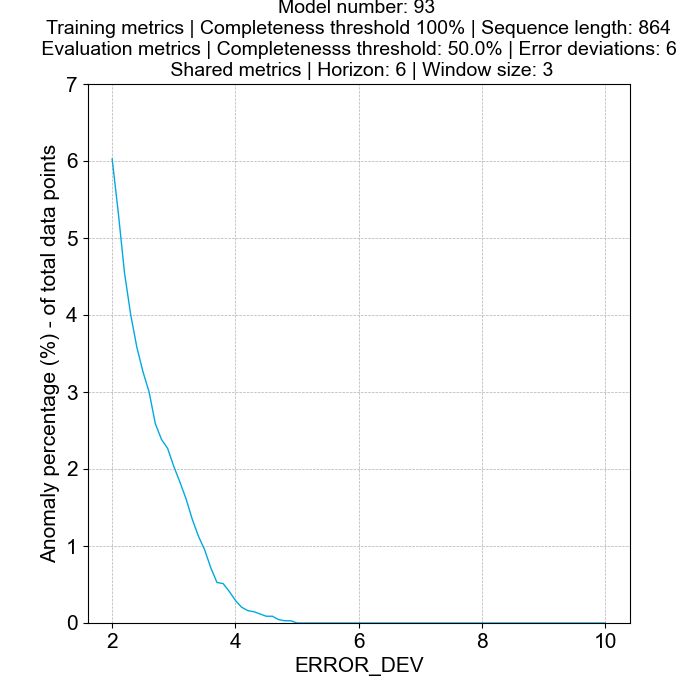 Model number: 93
Training metrics | Completeness threshold 100% | Sequence length: 864
Evaluation metrics | Completenesss threshold: 50.0% | Error deviations: 6
Shared metrics | Horizon: 6 | Window size: 3
7
6
5
4
3
2
1
0
Anomaly percentage (%) - of total data points
2 4 6 8 10
ERROR_DEV